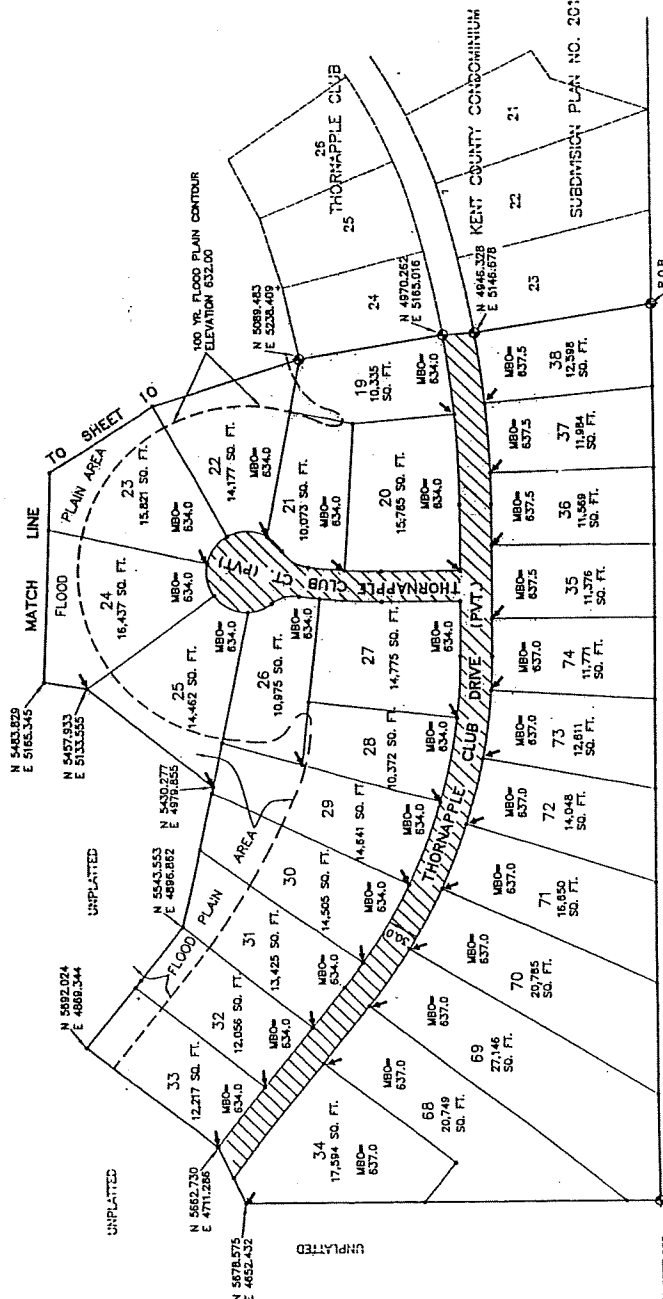 N 5483.829
E 5165.345
N 5457.933
E 5133.555
MATCH LINE
TO SHEET 10
FLOOD
PLAIN AREA
100 YR. FLOOD PLAIN CONTOUR
ELEVATION 632.00
N 5089.483
E 5238.409
THORNAPPLE CLUB
26
25
24
N 4970.262
E 5165.016
N 4946.328
E 5146.678
KENT COUNTY CONDOMINIUM
SUBDIVISION PLAN NO. 201
21
22
23
P.O.B.
UNPLATTED
N 5430.277
E 4979.855
N 5543.553
E 4896.862
N 5692.024
E 4869.344
UNPLATTED
N 5662.730
E 4711.286
N 5678.575
E 4652.432
UNPLATTED
FLOOD PLAIN AREA
19
10,335
SQ. FT.
MBO=
634.0
20
15,765 SQ. FT.
MBO=
634.0
21
10,073 SQ. FT.
MBO=
634.0
22
14,177 SQ. FT.
MBO=
634.0
23
15,821 SQ. FT.
MBO=
634.0
24
16,437 SQ. FT.
MBO=
634.0
25
14,462 SQ. FT.
MBO=
634.0
26
10,975 SQ. FT.
MBO=
634.0
27
14,775 SQ. FT.
28
10,372 SQ. FT.
MBO=
634.0
29
14,641 SQ. FT.
MBO=
634.0
30
14,505 SQ. FT.
MBO=
634.0
31
13,425 SQ. FT.
MBO=
634.0
32
12,056 SQ. FT.
MBO=
634.0
33
12,217 SQ. FT.
MBO=
634.0
THORNAPPLE CLUB CT. (PVT.)
THORNAPPLE CLUB DRIVE (PVT.)
30.0
34
17,594 SQ. FT.
MBO=
637.0
68
20,749
SQ. FT.
MBO=
637.0
69
27,146
SQ. FT.
MBO=
637.0
70
20,765
SQ. FT.
MBO=
637.0
71
16,850
SQ. FT.
MBO=
637.0
72
14,048
SQ. FT.
MBO=
637.0
73
12,611
SQ. FT.
MBO=
637.0
74
11,771
SQ. FT.
MBO=
637.5
35
11,376
SQ. FT.
MBO=
637.5
36
11,569
SQ. FT.
MBO=
637.5
37
11,984
SQ. FT.
MBO=
637.5
38
12,598
SQ. FT.